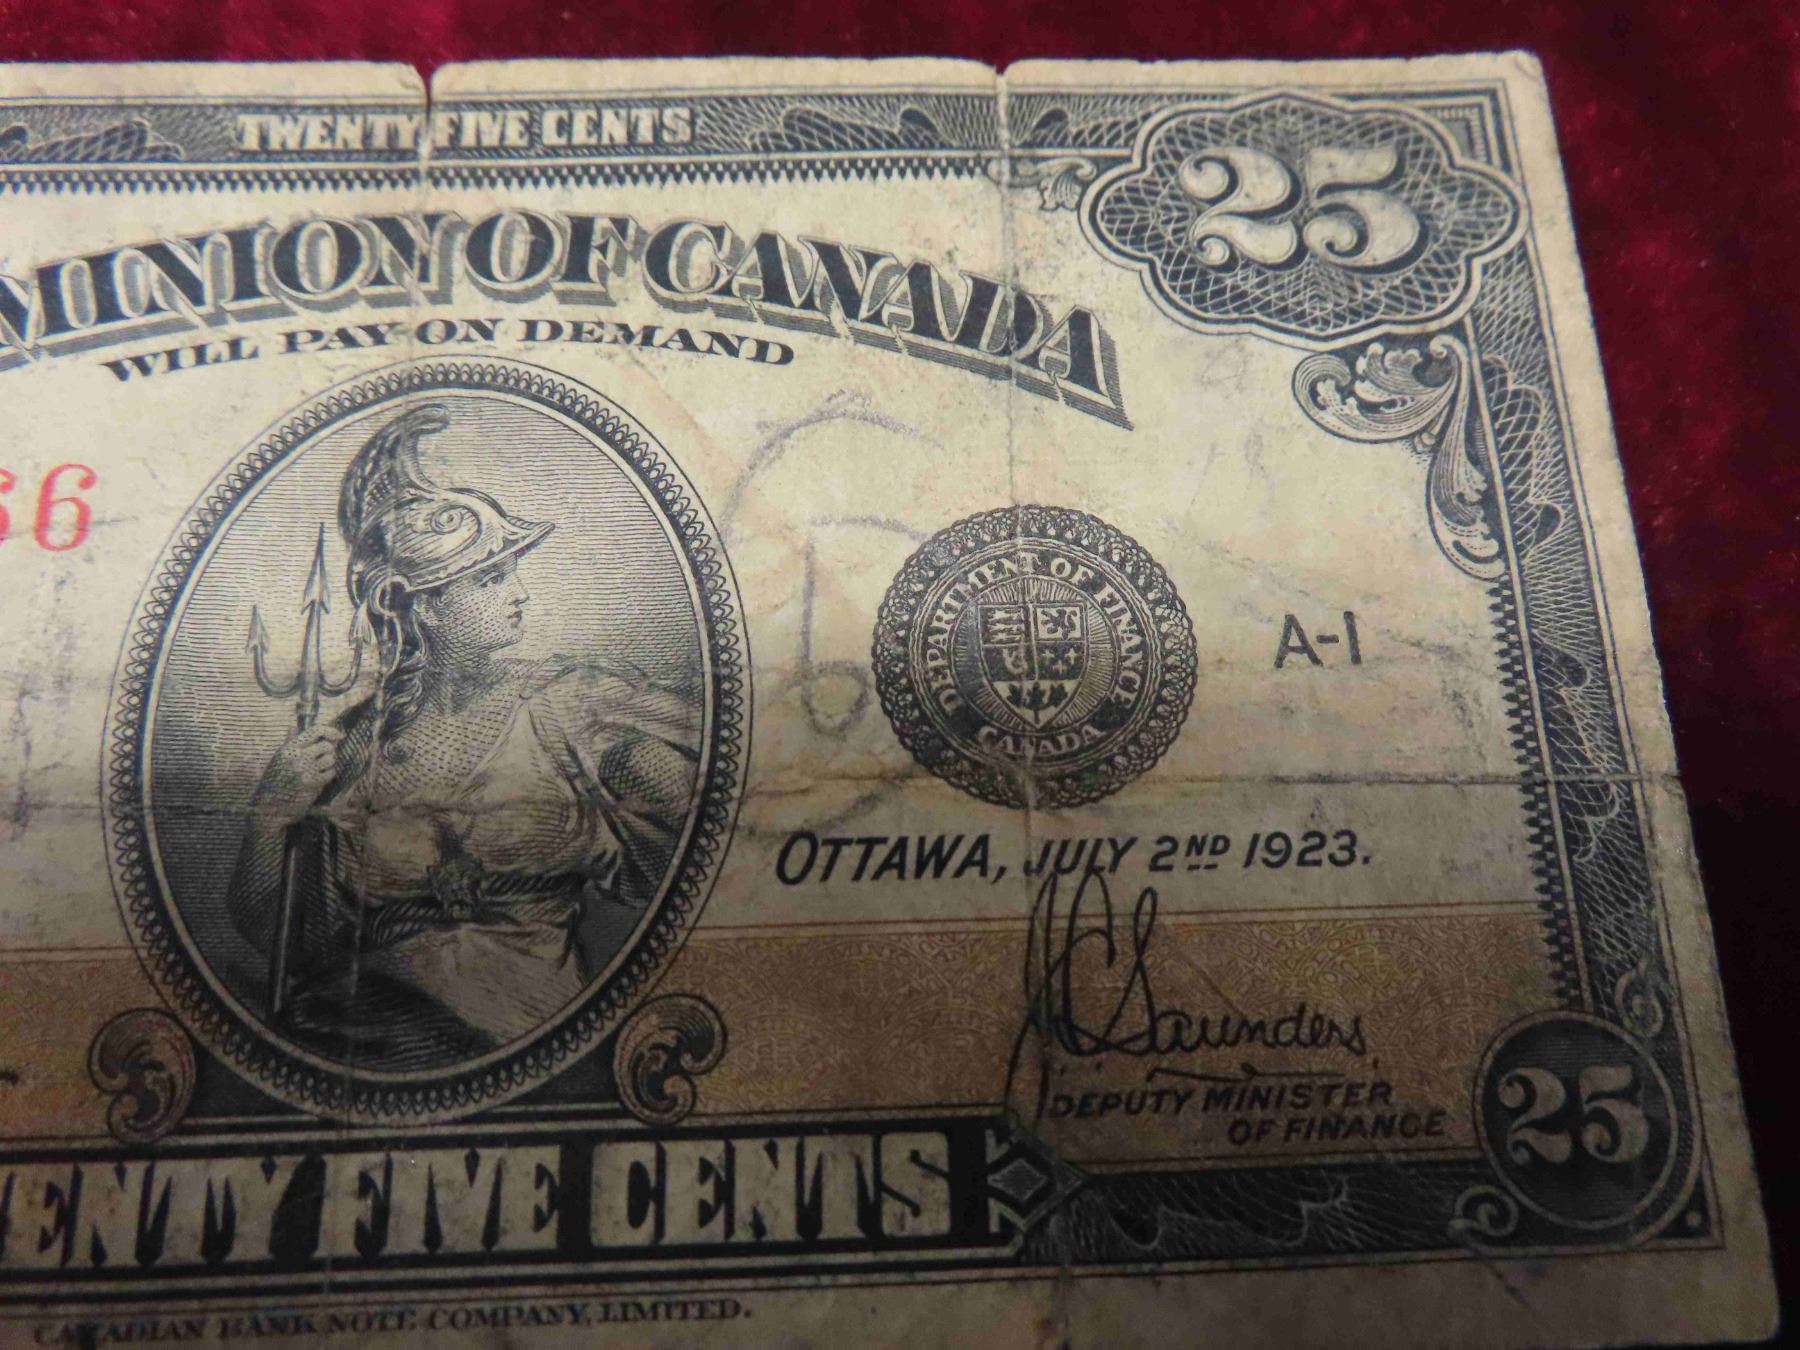 TWENTY FIVE CENTS
25
MINION OF CANADA
WILL PAY ON DEMAND
66
DEPARTMENT OF FINANCE
CANADA
A-1
OTTAWA, JULY 2ND 1923.
JC Saunders
DEPUTY MINISTER
OF FINANCE
25
ENTY FIVE CENTS
CANADIAN BANK NOTE COMPANY, LIMITED.